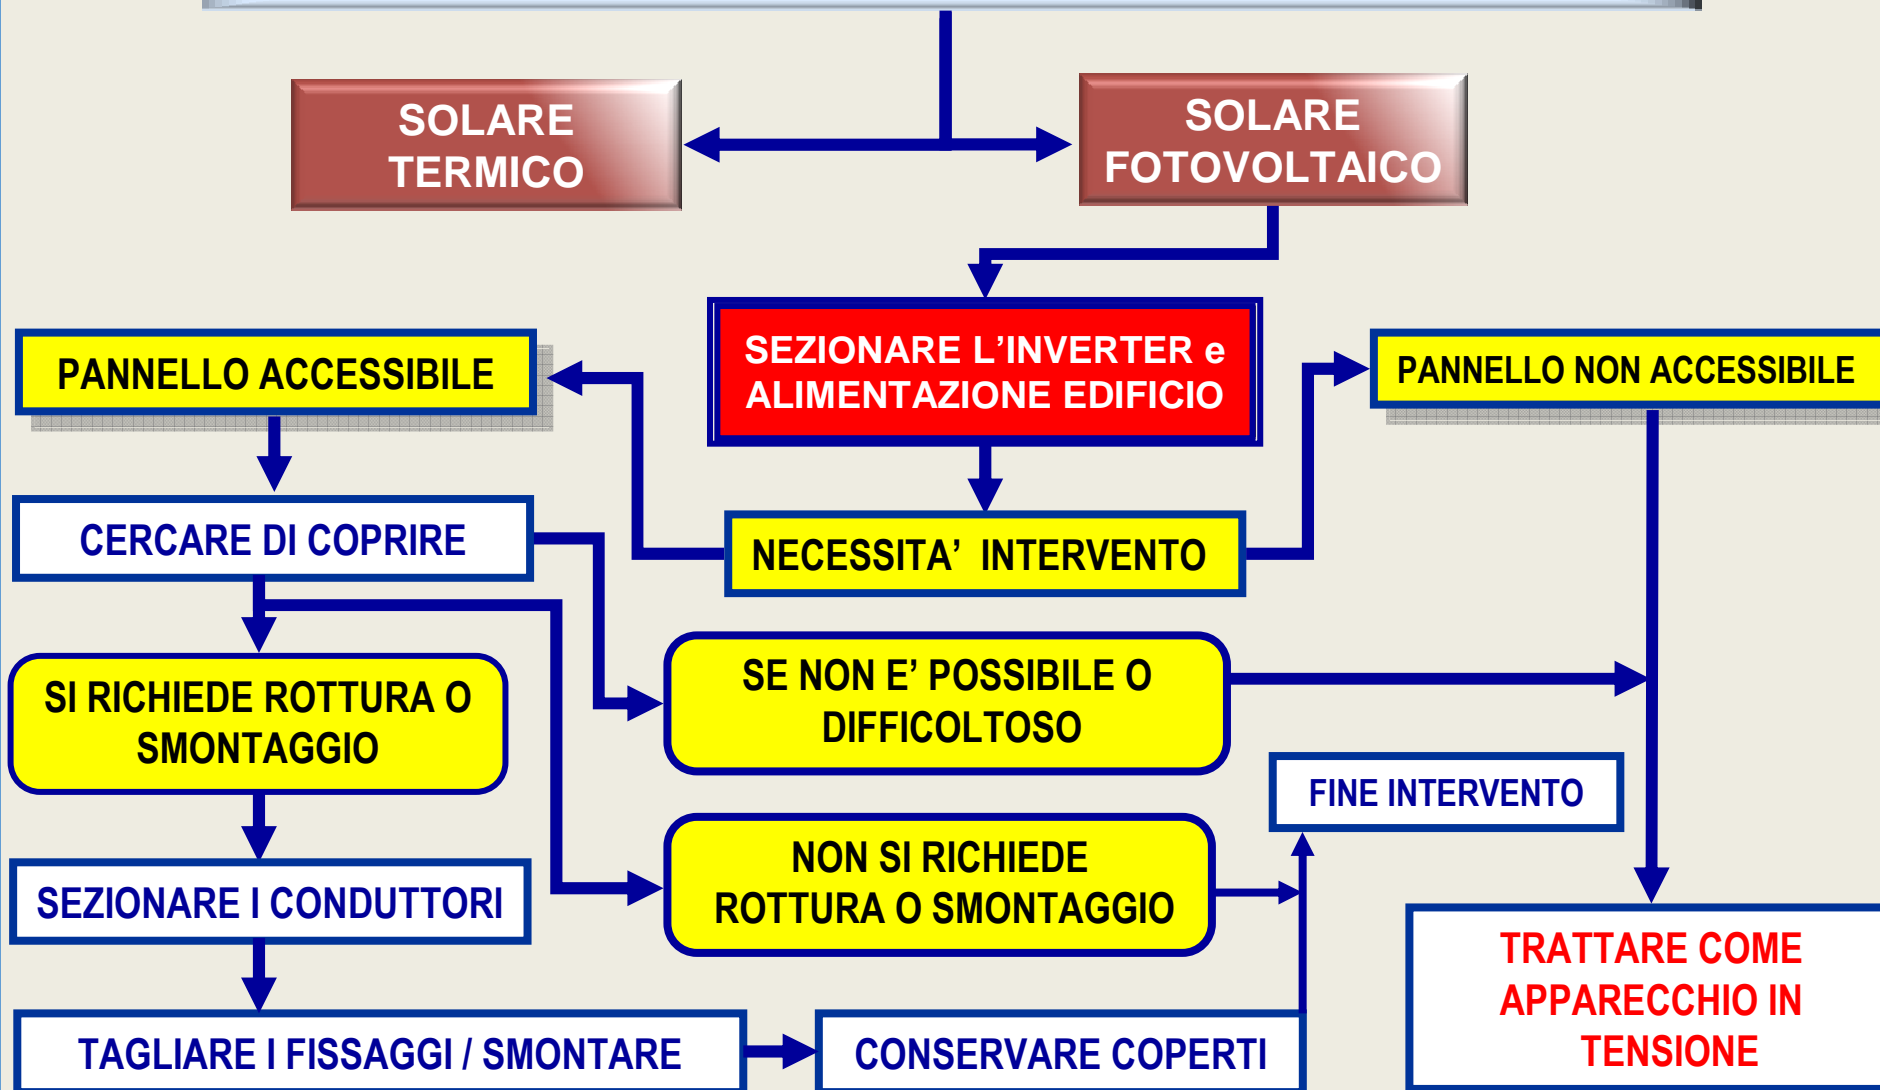 SOLARE
TERMICO
SOLARE
FOTOVOLTAICO
SEZIONARE L’INVERTER e
ALIMENTAZIONE EDIFICIO
PANNELLO ACCESSIBILE
PANNELLO NON ACCESSIBILE
CERCARE DI COPRIRE
NECESSITA’ INTERVENTO
SI RICHIEDE ROTTURA O
SMONTAGGIO
SE NON E’ POSSIBILE O
DIFFICOLTOSO
FINE INTERVENTO
NON SI RICHIEDE
ROTTURA O SMONTAGGIO
SEZIONARE I CONDUTTORI
TRATTARE COME
APPARECCHIO IN
TENSIONE
TAGLIARE I FISSAGGI / SMONTARE
CONSERVARE COPERTI